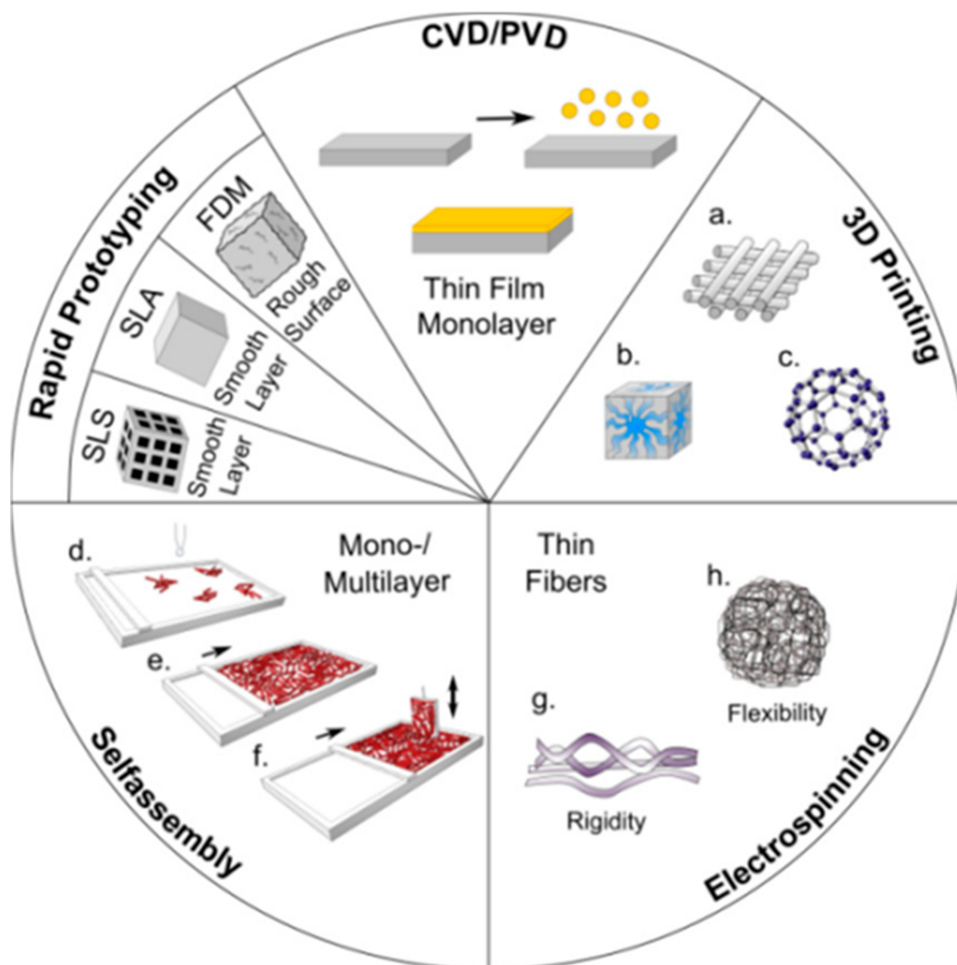 CVD/PVD
Thin Film
Monolayer
Rapid Prototyping
FDM
Rough
Surface
SLA
Smooth
Layer
SLS
Smooth
Layer
3D Printing
a.
b.
c.
Selfassembly
Mono-/
Multilayer
d.
e.
f.
Thin
Fibers
h.
Flexibility
g.
Rigidity
Electrospinning